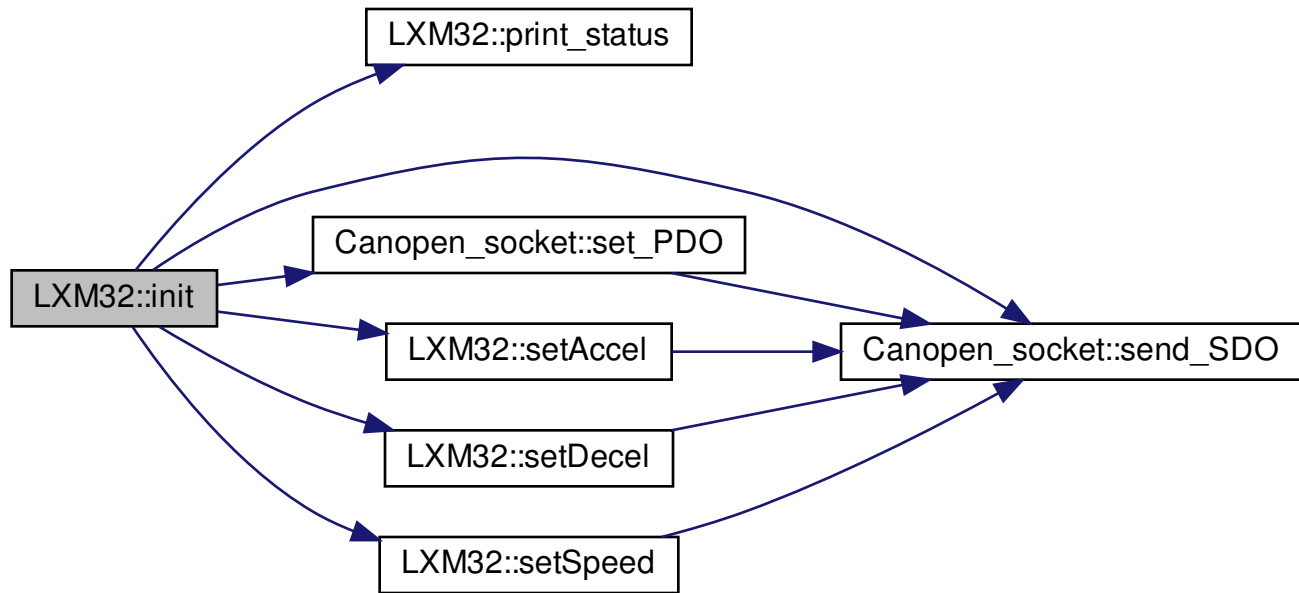 LXM32::print_status
Canopen_socket::set_PDO
LXM32::init
LXM32::setAccel
Canopen_socket::send_SDO
LXM32::setDecel
LXM32::setSpeed